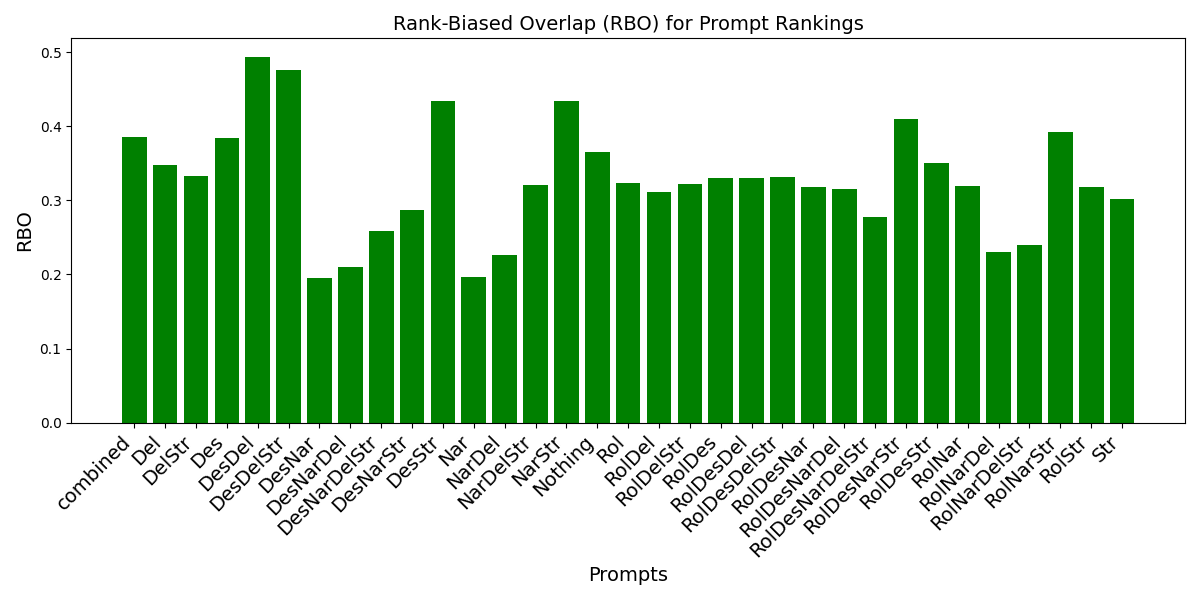 Rank-Biased Overlap (RBO) for Prompt Rankings
0.5
0.4
0.3
0.2
0.1
0.0
RBO
combined
Del
DelStr
Des
DesDel
DesDelStr
DesNar
DesNarDel
DesNarDelStr
DesNarStr
DesStr
Nar
NarDel
NarDelStr
NarStr
Nothing
Rol
RolDel
RolDelStr
RolDes
RolDesDel
RolDesDelStr
RolDesNar
RolDesNarDel
RolDesNarDelStr
RolDesNarStr
RolDesStr
RolNar
RolNarDel
RolNarDelStr
RolNarStr
RolStr
Str
Prompts